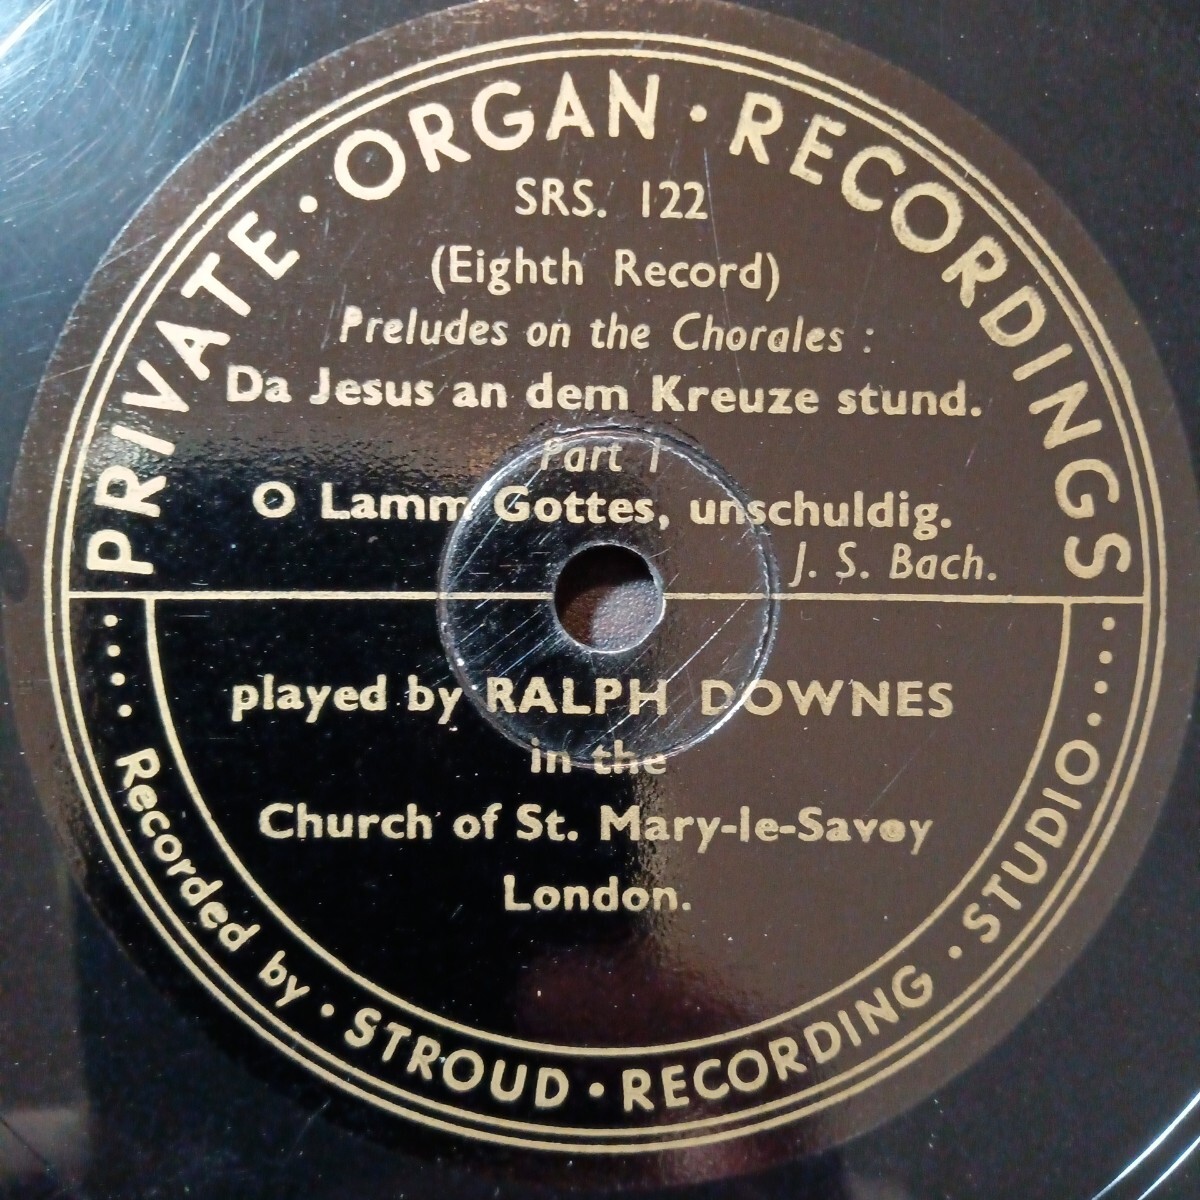 PRIVATE · ORGAN · RECORDINGS
SRS. 122
(Eighth Record)
Preludes on the Chorales :
Da Jesus an dem Kreuze stund.
Part 1
O Lamm Gottes, unschuldig.
J. S. Bach.
played by RALPH DOWNES
in the
Church of St. Mary-le-Savoy
London.
Recorded by · STROUD · RECORDING · STUDIO